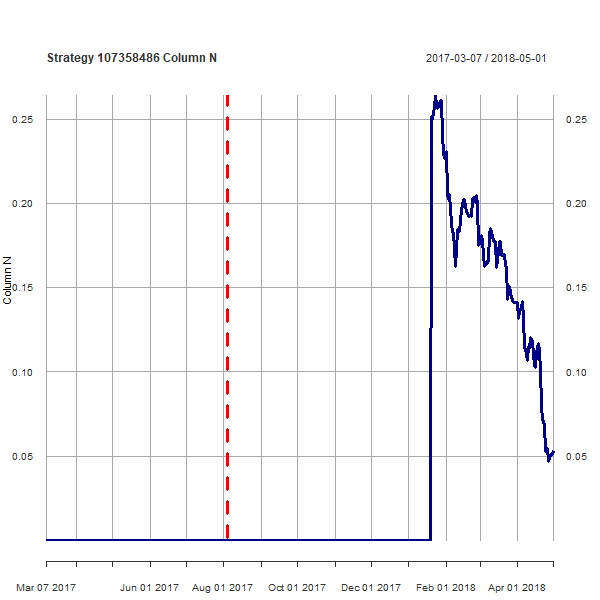 Strategy 107358486 Column N
2017-03-07 / 2018-05-01
0.25 0.25
0.20 0.20
0.15 0.15
Column N
0.10 0.10
0.05 0.05
Mar 07 2017 Jun 01 2017 Aug 01 2017 Oct 01 2017 Dec 01 2017 Feb 01 2018 Apr 01 2018